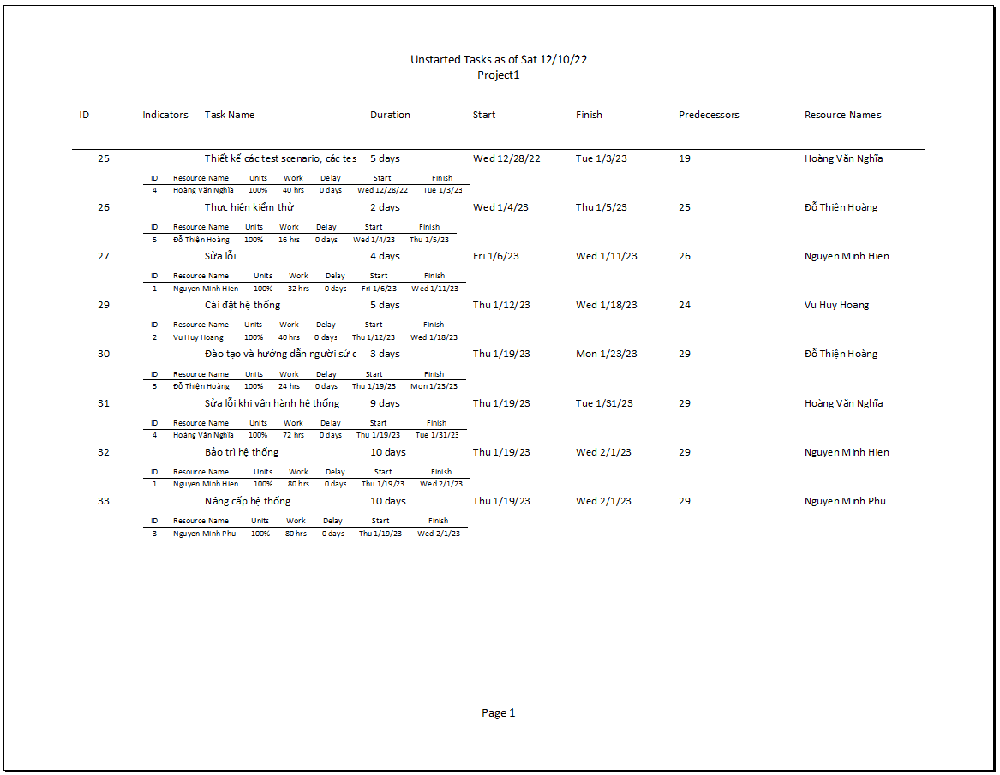 Unstarted Tasks as of Sat 12/10/22
Project1
ID Indicators Task Name Duration Start Finish Predecessors Resource Names
25 Thiết kế các test scenario, các tes 5 days Wed 12/28/22 Tue 1/3/23 19 Hoàng Văn Nghĩa
ID Resource Name Units Work Delay Start Finish
4 Hoàng Văn Nghĩa 100% 40 hrs 0 days Wed 12/28/22 Tue 1/3/23
26 Thực hiện kiểm thử 2 days Wed 1/4/23 Thu 1/5/23 25 Đỗ Thiện Hoàng
ID Resource Name Units Work Delay Start Finish
5 Đỗ Thiện Hoàng 100% 16 hrs 0 days Wed 1/4/23 Thu 1/5/23
27 Sửa lỗi 4 days Fri 1/6/23 Wed 1/11/23 26 Nguyen Minh Hien
ID Resource Name Units Work Delay Start Finish
1 Nguyen Minh Hien 100% 32 hrs 0 days Fri 1/6/23 Wed 1/11/23
29 Cài đặt hệ thống 5 days Thu 1/12/23 Wed 1/18/23 24 Vu Huy Hoang
ID Resource Name Units Work Delay Start Finish
2 Vu Huy Hoang 100% 40 hrs 0 days Thu 1/12/23 Wed 1/18/23
30 Đào tạo và hướng dẫn người sử c 3 days Thu 1/19/23 Mon 1/23/23 29 Đỗ Thiện Hoàng
ID Resource Name Units Work Delay Start Finish
5 Đỗ Thiện Hoàng 100% 24 hrs 0 days Thu 1/19/23 Mon 1/23/23
31 Sửa lỗi khi vận hành hệ thống 9 days Thu 1/19/23 Tue 1/31/23 29 Hoàng Văn Nghĩa
ID Resource Name Units Work Delay Start Finish
4 Hoàng Văn Nghĩa 100% 72 hrs 0 days Thu 1/19/23 Tue 1/31/23
32 Bảo trì hệ thống 10 days Thu 1/19/23 Wed 2/1/23 29 Nguyen Minh Hien
ID Resource Name Units Work Delay Start Finish
1 Nguyen Minh Hien 100% 80 hrs 0 days Thu 1/19/23 Wed 2/1/23
33 Nâng cấp hệ thống 10 days Thu 1/19/23 Wed 2/1/23 29 Nguyen Minh Phu
ID Resource Name Units Work Delay Start Finish
3 Nguyen Minh Phu 100% 80 hrs 0 days Thu 1/19/23 Wed 2/1/23
Page 1